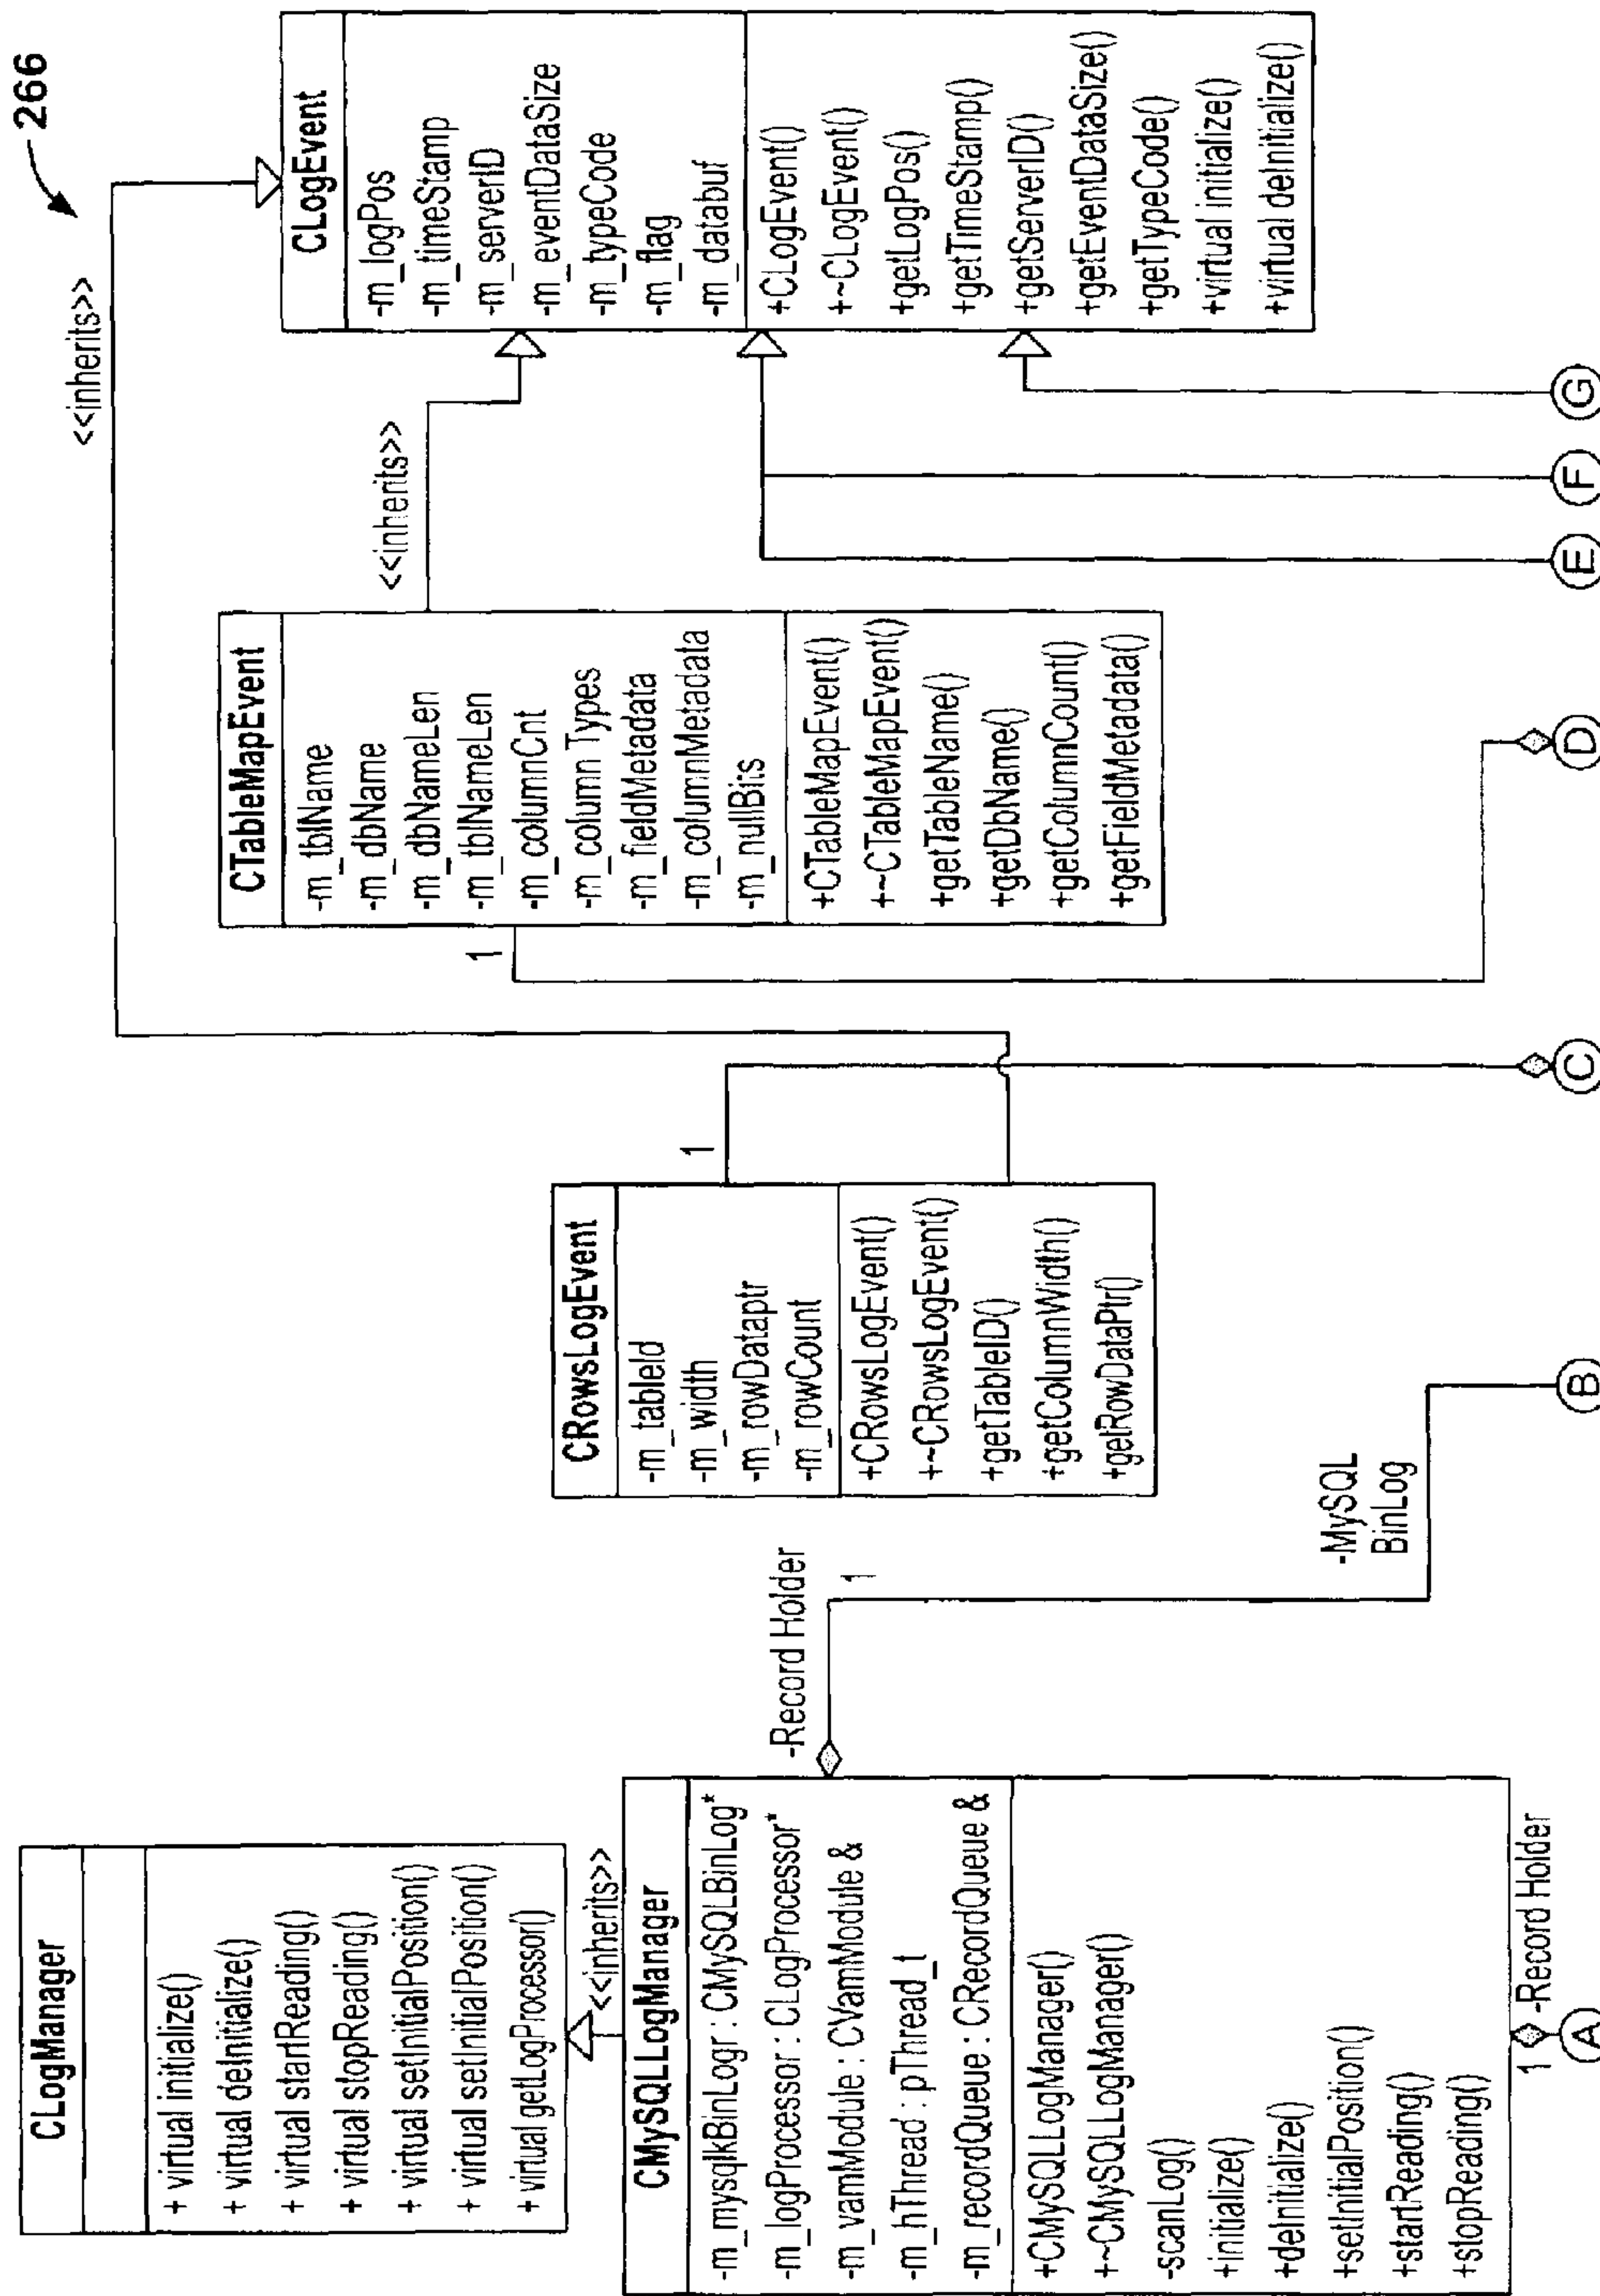 266
<<inherits>>
CLogManager
+ virtual initialize()
+ virtual deInitialize()
+ virtual startReading()
+ virtual stopReading()
+ virtual setInitialPosition()
+ virtual setInitialPosition()
+ virtual getLogProcessor()
<<inherits>>
CMySQLLogManager
-m_mysqlkBinLogr : CMySQLBinLog*
-m_logProcessor : CLogProcessor*
-m_vamModule : CVamModule &
-m_hThread : pThread_t
-m_recordQueue : CRecordQueue &
+CMySQLLogManager()
+~CMySQLLogManager()
-scanLog()
+initialize()
+deInitialize()
+setInitialPosition()
+startReading()
+stopReading()
-Record Holder
1
-MySQL
BinLog
1
-Record Holder
CRowsLogEvent
-m_tableId
-m_width
-m_rowDataptr
-m_rowCount
+CRowsLogEvent()
+~CRowsLogEvent()
+getTableID()
+getColumnWidth()
+getRowDataPtr()
1
CTableMapEvent
-m_tblName
-m_dbName
-m_dbNameLen
-m_tblNameLen
-m_columnCnt
-m_column Types
-m_fieldMetadata
-m_columnMetadata
-m_nullBits
+CTableMapEvent()
+~CTableMapEvent()
+getTableName()
+getDbName()
+getColumnCount()
+getFieldMetadata()
1
<<inherits>>
CLogEvent
-m_logPos
-m_timeStamp
-m_serverID
-m_eventDataSize
-m_typeCode
-m_flag
-m_databuf
+CLogEvent()
+~CLogEvent()
+getLogPos()
+getTimeStamp()
+getServerID()
+getEventDataSize()
+getTypeCode()
+virtual initialize()
+virtual deInitialize()
A
B
C
D
E
F
G